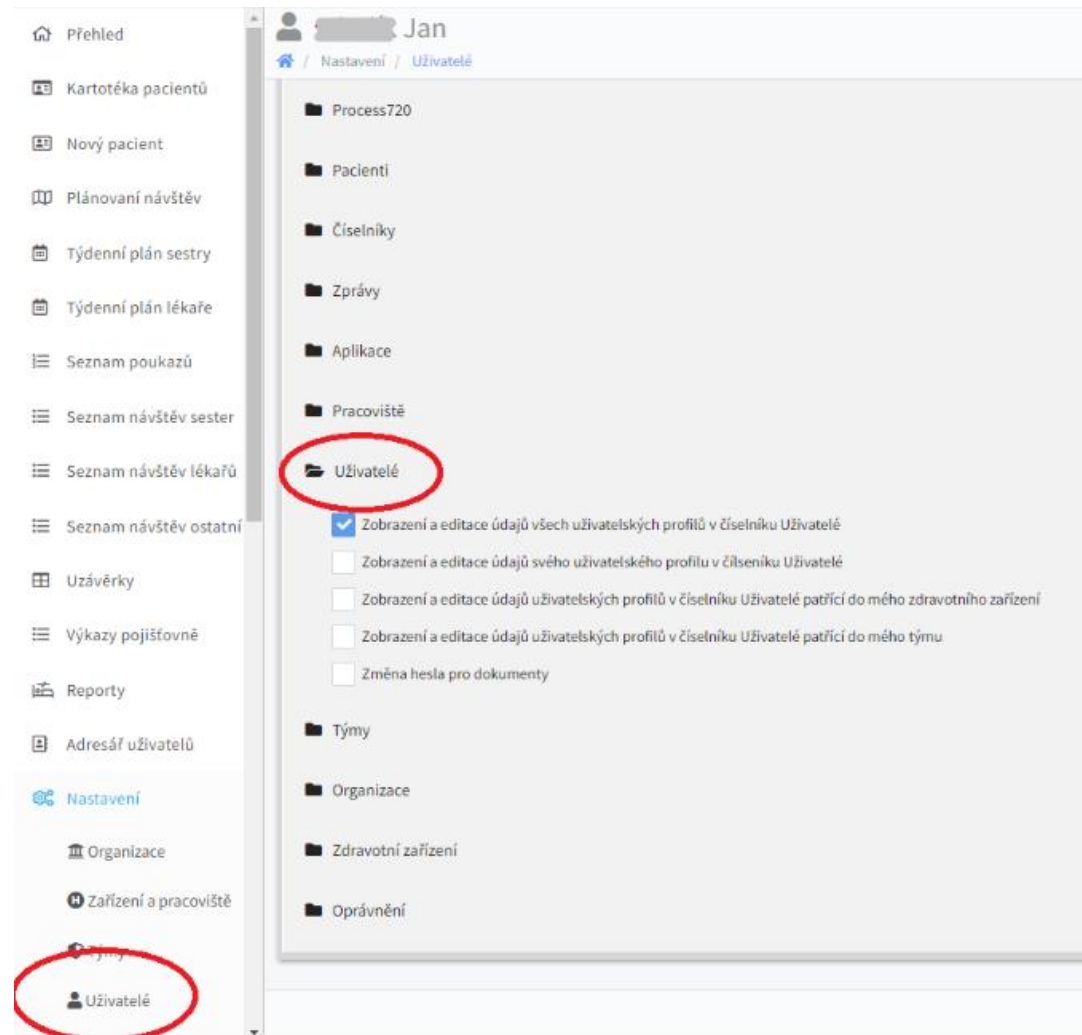 Přehled
Kartotéka pacientů
Nový pacient
Plánovaní návštěv
Týdenní plán sestry
Týdenní plán lékaře
Seznam poukazů
Seznam návštěv sester
Seznam návštěv lékařů
Seznam návštěv ostatní
Uzávěrky
Výkazy pojišťovně
Reporty
Adresář uživatelů
Nastavení
Organizace
Zařízení a pracoviště
Týmy
Uživatelé
Jan
/ Nastavení / Uživatelé
Process720
Pacienti
Číselníky
Zprávy
Aplikace
Pracoviště
Uživatelé
Zobrazení a editace údajů všech uživatelských profilů v číselníku Uživatelé
Zobrazení a editace údajů svého uživatelského profilu v čílseníku Uživatelé
Zobrazení a editace údajů uživatelských profilů v číselníku Uživatelé patřící do mého zdravotního zařízení
Zobrazení a editace údajů uživatelských profilů v číselníku Uživatelé patřící do mého týmu
Změna hesla pro dokumenty
Týmy
Organizace
Zdravotní zařízení
Oprávnění